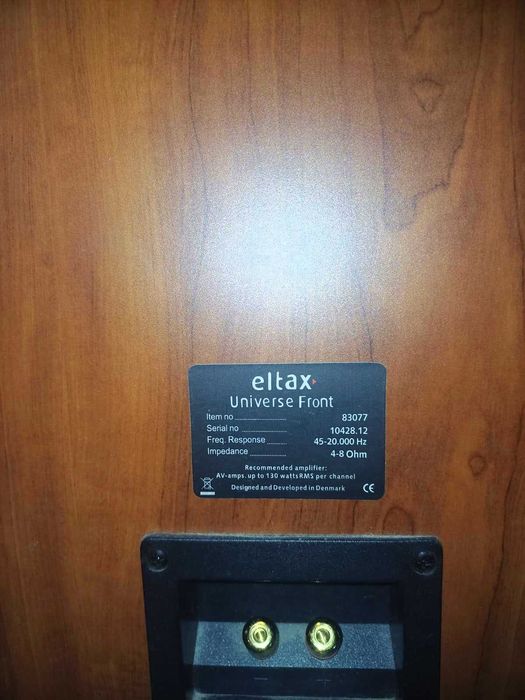 eltax
Universe Front
Item no 83077
Serial no 10428.12
Freq. Response 45-20.000 Hz
Impedance 4-8 Ohm
Recommended amplifier:
AV-amps. up to 130 wattsRMS per channel
Designed and Developed in Denmark CE
- +